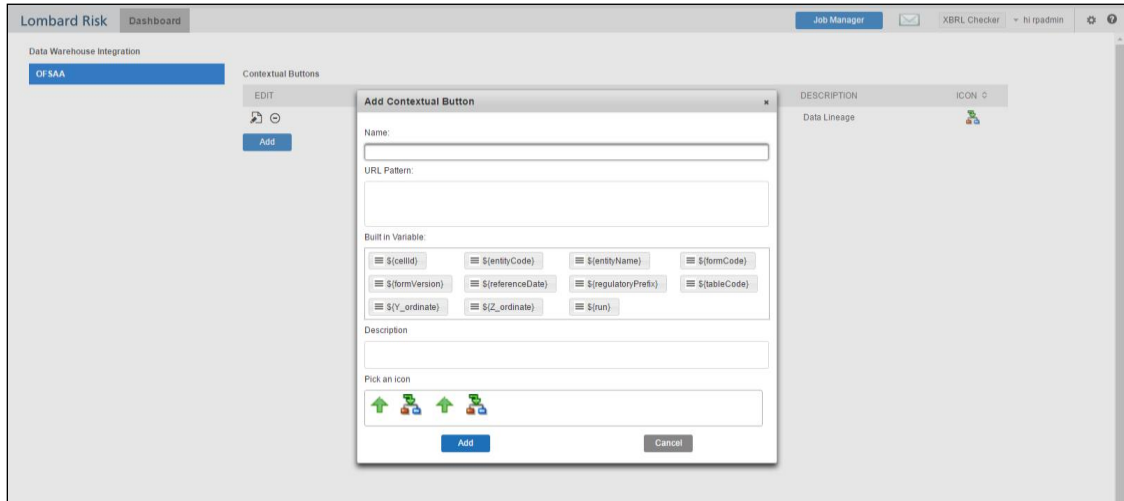 Lombard Risk Dashboard Job Manager XBRL Checker hi rpadmin
Data Warehouse Integration
OFSAA
Contextual Buttons
EDIT DESCRIPTION ICON
Data Lineage
Add
Add Contextual Button
Name:
URL Pattern:
Built in Variable:
${cellId} ${entityCode} ${entityName} ${formCode}
${formVersion} ${referenceDate} ${regulatoryPrefix} ${tableCode}
${Y_ordinate} ${Z_ordinate} ${run}
Description
Pick an icon
Add Cancel